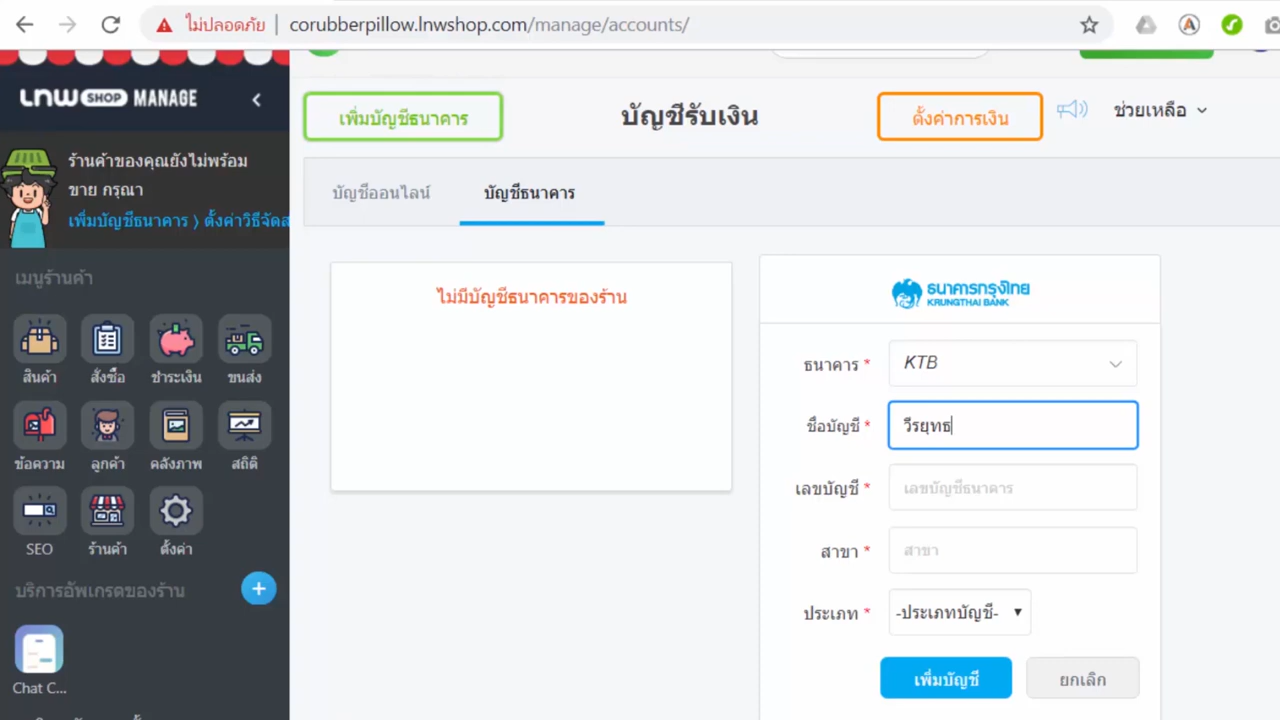 ไม่ปลอดภัย | corubberpillow.lnwshop.com/manage/accounts/
LnW SHOP MANAGE
ร้านค้าของคุณยังไม่พร้อม
ขาย กรุณา
เพิ่มบัญชีธนาคาร ⟩ ตั้งค่าวิธีจัดส
เมนูร้านค้า
สินค้า
สั่งซื้อ
ชำระเงิน
ขนส่ง
ข้อความ
ลูกค้า
คลังภาพ
สถิติ
SEO
ร้านค้า
ตั้งค่า
บริการอัพเกรดของร้าน
Chat C...
เพิ่มบัญชีธนาคาร
บัญชีรับเงิน
ตั้งค่าการเงิน
ช่วยเหลือ
บัญชีออนไลน์
บัญชีธนาคาร
ไม่มีบัญชีธนาคารของร้าน
ธนาคารกรุงไทย
KRUNGTHAI BANK
ธนาคาร * KTB
ชื่อบัญชี * วีรยุทธ
เลขบัญชี * เลขบัญชีธนาคาร
สาขา * สาขา
ประเภท * -ประเภทบัญชี-
เพิ่มบัญชี
ยกเลิก